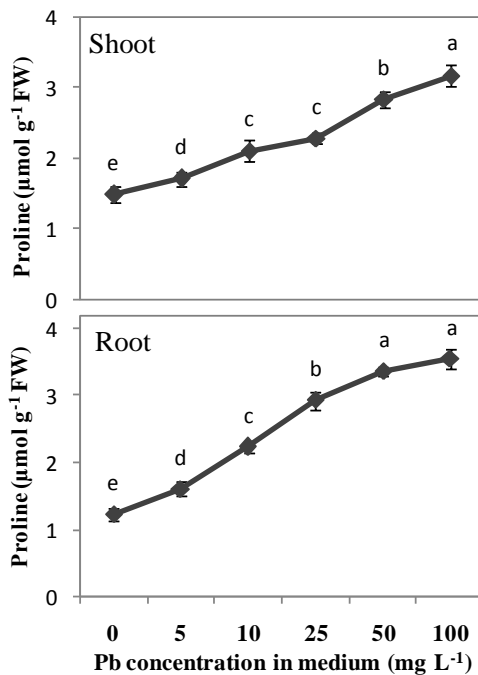 Shoot
Proline (µmol g⁻¹ FW)
4
3
2
1
0
e
d
c
c
b
a
Root
Proline (µmol g⁻¹ FW)
4
3
2
1
0
e
d
c
b
a
a
0 5 10 25 50 100
Pb concentration in medium (mg L⁻¹)